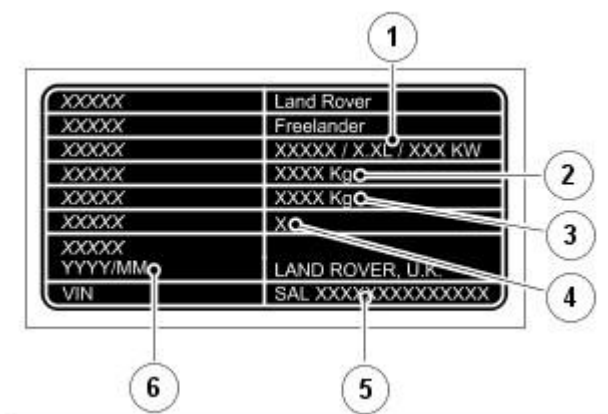 1
XXXXX Land Rover
XXXXX Freelander
XXXXX XXXXX / X.XL / XXX KW
XXXXX XXXX Kg
2
XXXXX XXXX Kg
3
XXXXX X
4
XXXXX
YYYY/MM LAND ROVER, U.K.
VIN SAL XXXXXXXXXXXXXX
6 5